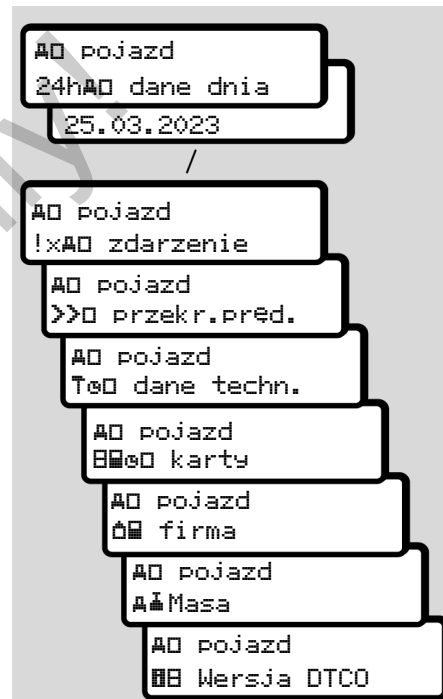 pojazd
24h dane dnia
25.03.2023
/
pojazd
!x zdarzenie
pojazd
>> przekr.pręd.
pojazd
dane techn.
pojazd
karty
pojazd
firma
pojazd
Masa
pojazd
Wersja DTCO